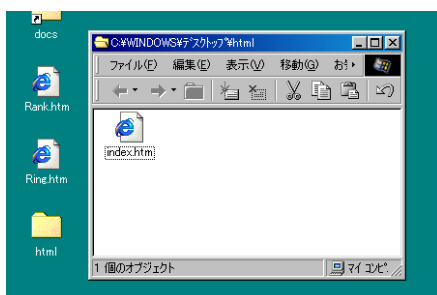 docs
Rank.htm
Ring.htm
html
C:¥WINDOWS¥ﾃﾞｽｸﾄｯﾌﾟ¥html
ファイル(F) 編集(E) 表示(V) 移動(G) お
index.htm
1 個のオブジェクト
ﾏｲ ｺﾝﾋﾟ